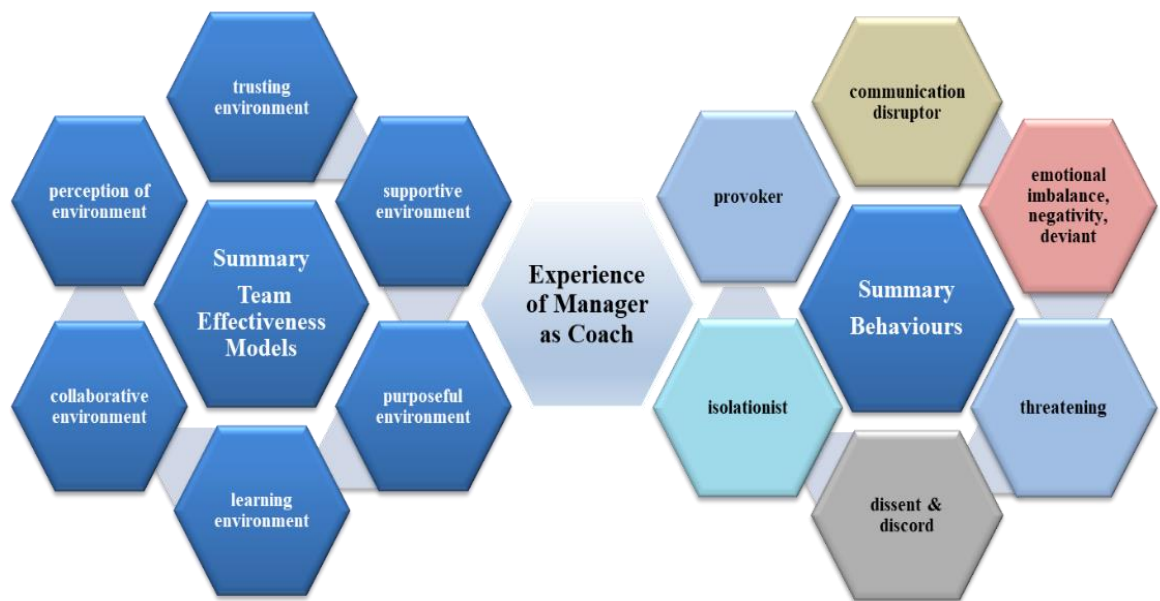 trusting
environment
perception of
environment
supportive
environment
Summary
Team
Effectiveness
Models
collaborative
environment
purposeful
environment
learning
environment
Experience
of Manager
as Coach
communication
disruptor
provoker
emotional
imbalance,
negativity,
deviant
Summary
Behaviours
isolationist
threatening
dissent &
discord